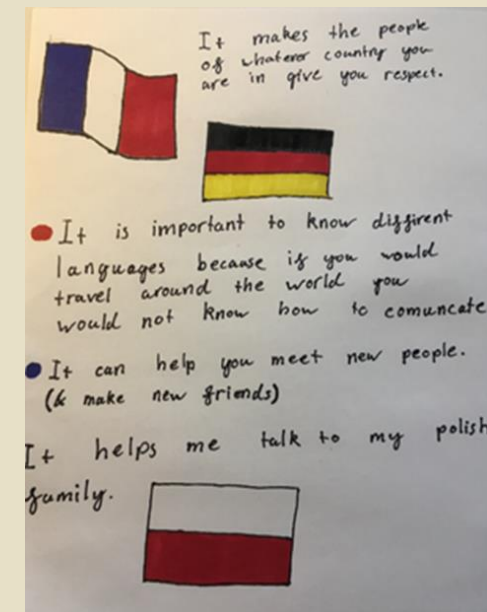 It makes the people
of whatever country you
are in give you respect.
It is important to know diffirent
languages because if you would
travel around the world you
would not know how to comuncate
It can help you meet new people.
(& make new friends)
It helps me talk to my polish
family.